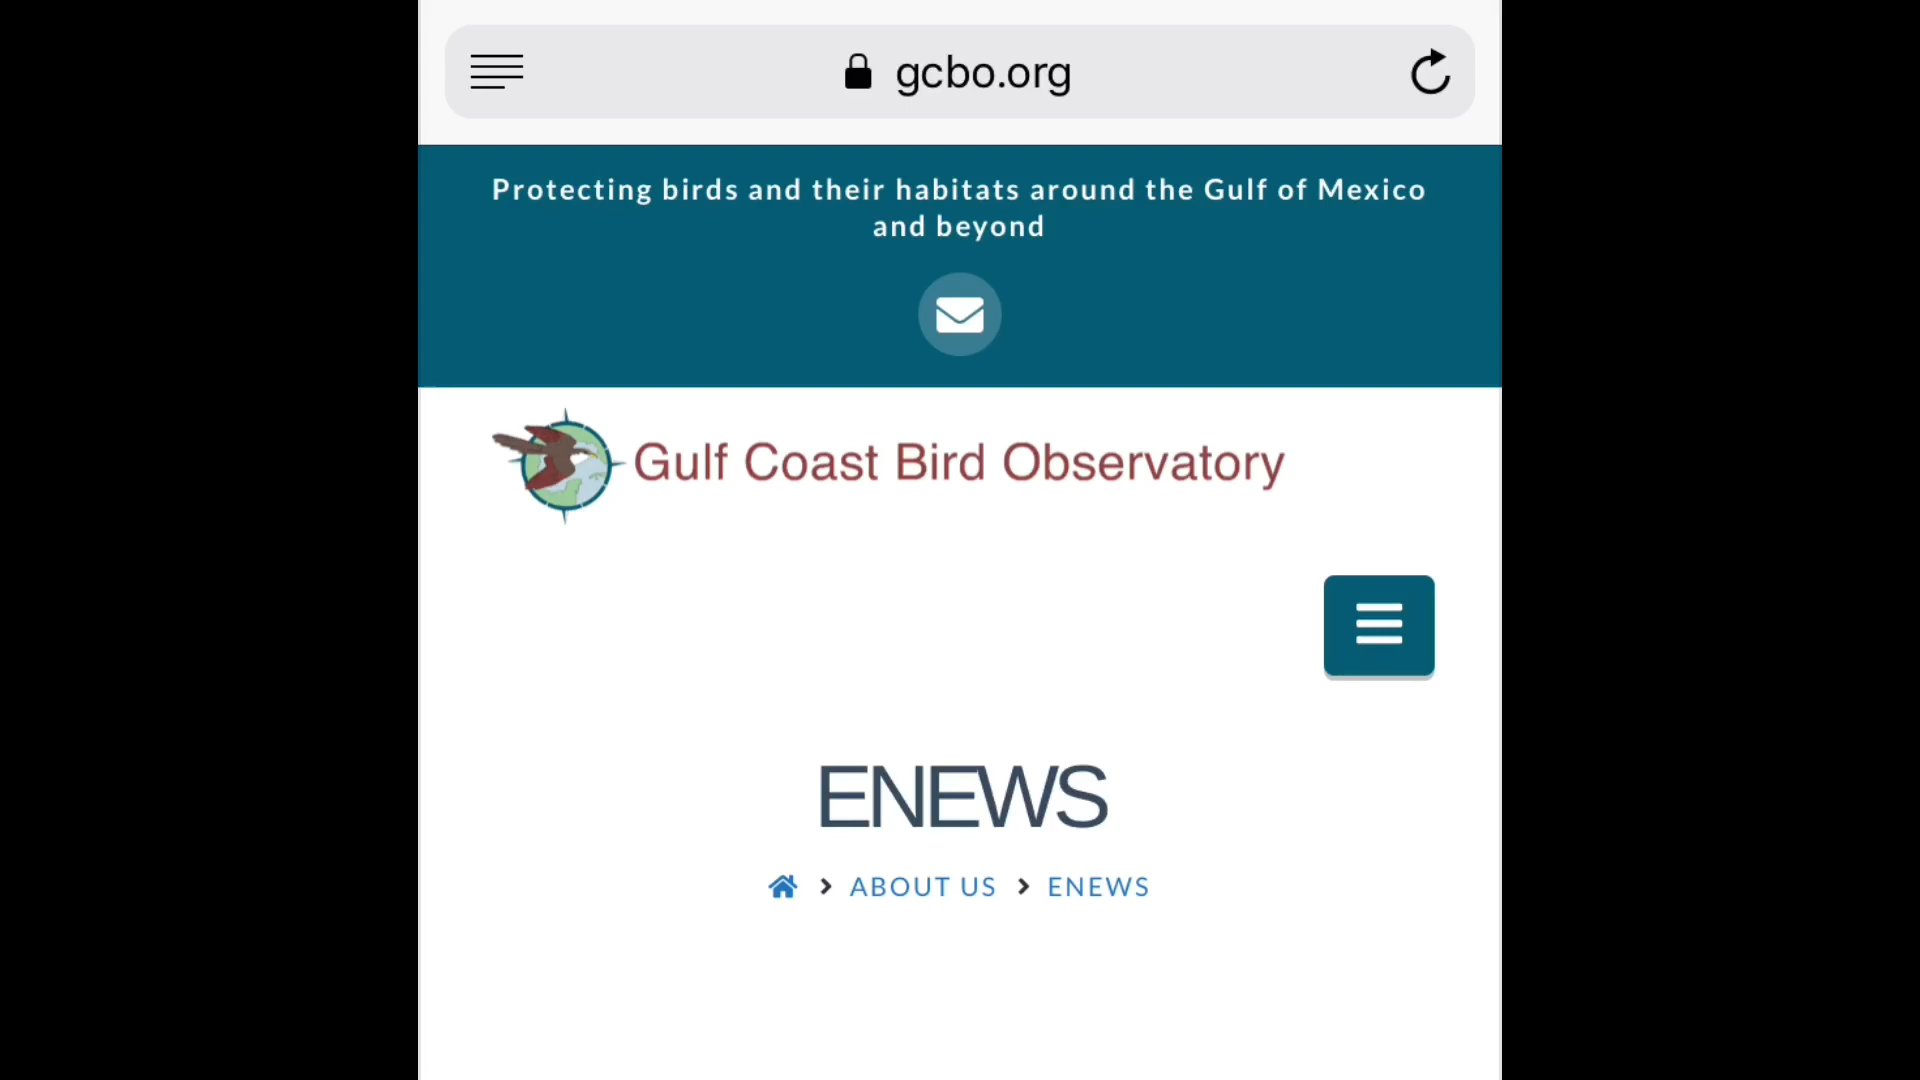 gcbo.org
Protecting birds and their habitats around the Gulf of Mexico
and beyond
Gulf Coast Bird Observatory
ENEWS
ABOUT US > ENEWS